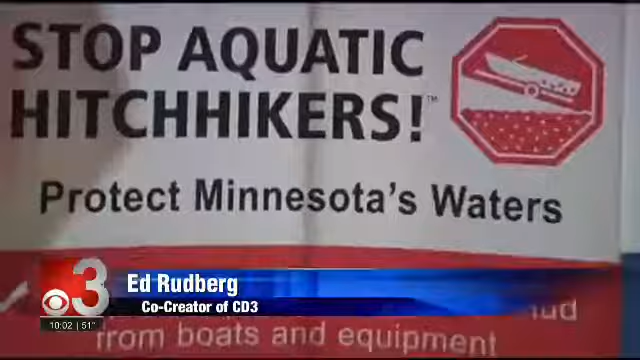 STOP AQUATIC
HITCHHIKERS!™
Protect Minnesota's Waters
3
Ed Rudberg
Co-Creator of CD3
10:02 | 51°
mud
from boats and equipment